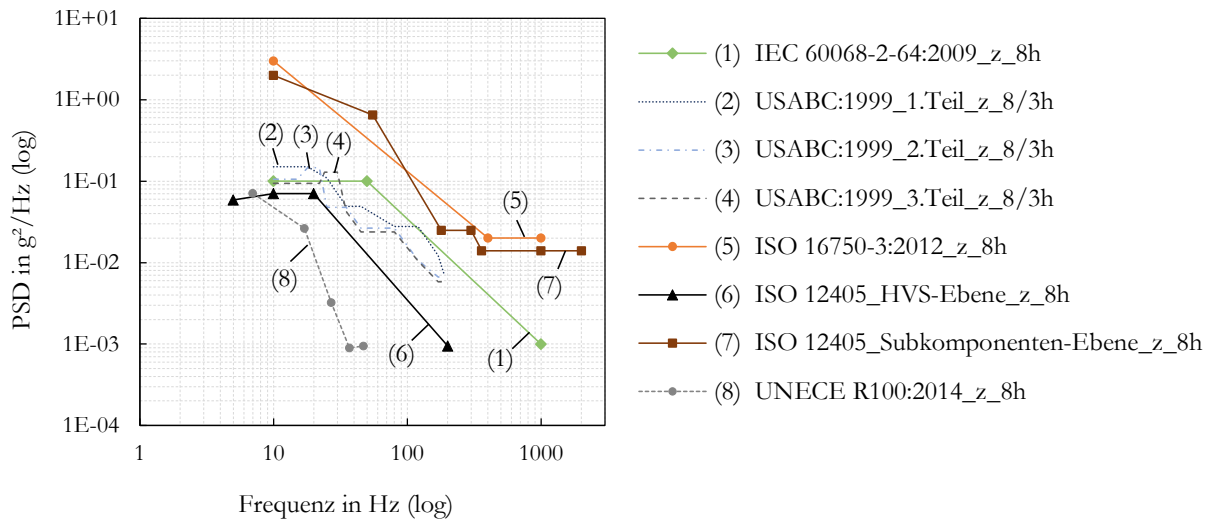 PSD in g²/Hz (log)
1E+01
1E+00
1E-01
1E-02
1E-03
1E-04
1
10
100
1000
Frequenz in Hz (log)
(2)
(3)
(4)
(5)
(8)
(7)
(6)
(1)
(1) IEC 60068-2-64:2009_z_8h
(2) USABC:1999_1.Teil_z_8/3h
(3) USABC:1999_2.Teil_z_8/3h
(4) USABC:1999_3.Teil_z_8/3h
(5) ISO 16750-3:2012_z_8h
(6) ISO 12405_HVS-Ebene_z_8h
(7) ISO 12405_Subkomponenten-Ebene_z_8h
(8) UNECE R100:2014_z_8h